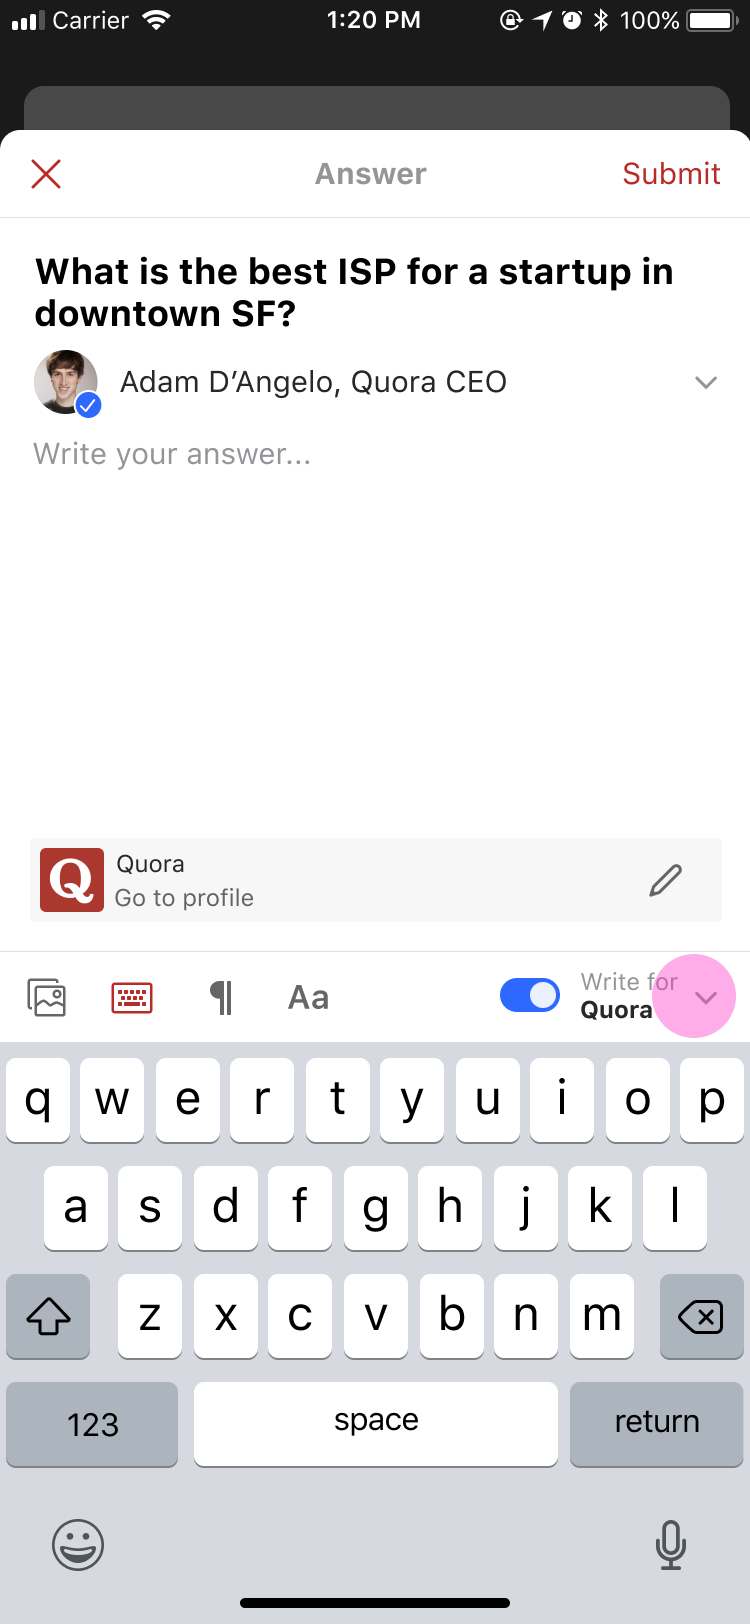 Carrier 1:20 PM 100%
Answer Submit
What is the best ISP for a startup in
downtown SF?
Adam D’Angelo, Quora CEO
Write your answer...
Q
Quora
Go to profile
Aa
Write for
Quora
q w e r t y u i o p
a s d f g h j k l
z x c v b n m
123 space return